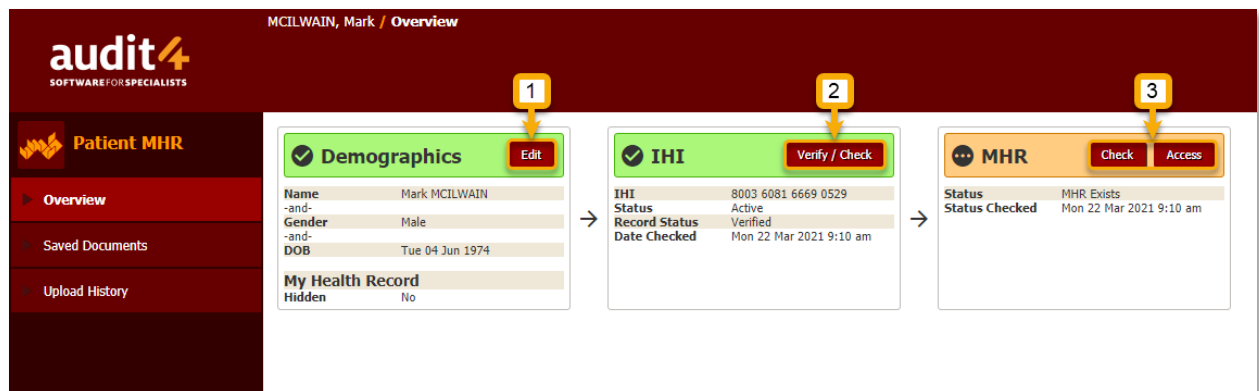 MCILWAIN, Mark / Overview
audit4
SOFTWAREFORSPECIALISTS
1
2
3
Patient MHR
Overview
Saved Documents
Upload History
Demographics
Edit
Name Mark MCILWAIN
-and-
Gender Male
-and-
DOB Tue 04 Jun 1974
My Health Record
Hidden No
IHI
Verify / Check
IHI 8003 6081 6669 0529
Status Active
Record Status Verified
Date Checked Mon 22 Mar 2021 9:10 am
MHR
Check Access
Status MHR Exists
Status Checked Mon 22 Mar 2021 9:10 am